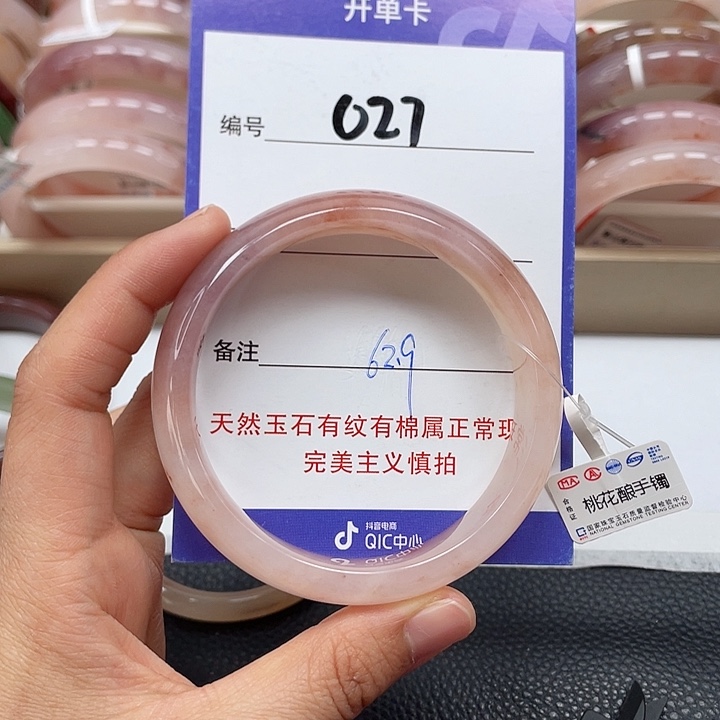 开单卡
编号 027
备注 62.9
天然玉石有纹有棉属正常现
完美主义慎拍
抖音电商
QIC中心
MA
合格证
桃花酿手镯
国家珠宝玉石质量监督检验中心
NATIONAL GEMSTONE TESTING CENTER